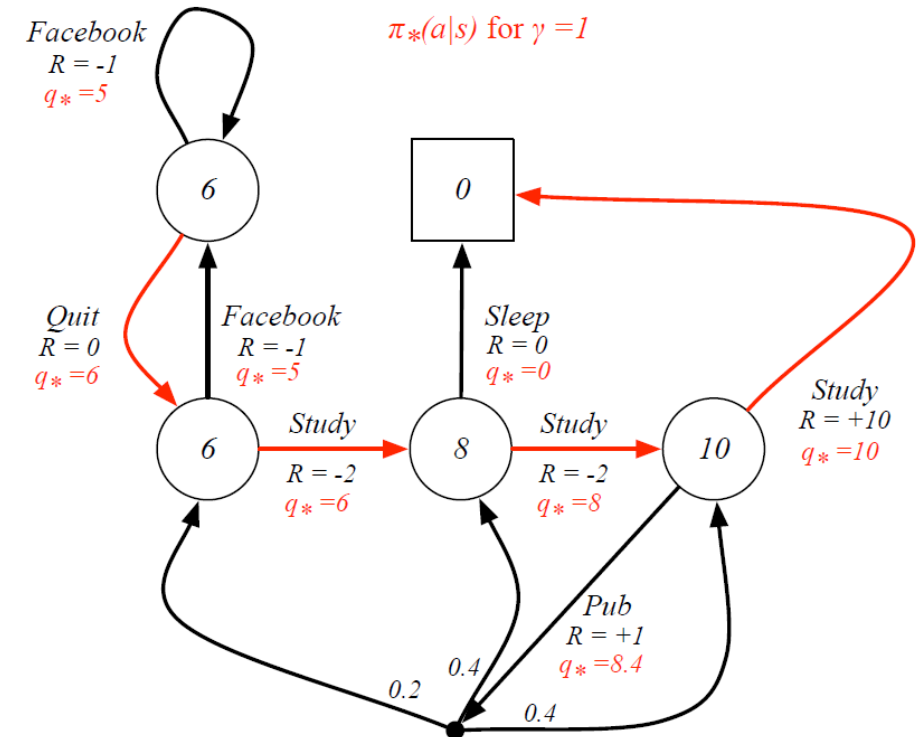 Facebook
R = -1
q* =5
π*(a|s) for γ =1
6
0
Quit
R = 0
q* =6
Facebook
R = -1
q* =5
Sleep
R = 0
q* =0
Study
R = +10
q* =10
6
Study
R = -2
q* =6
8
Study
R = -2
q* =8
10
Pub
R = +1
q* =8.4
0.2
0.4
0.4